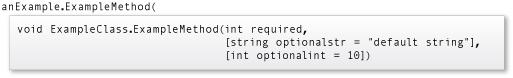 anExample.ExampleMethod(
void ExampleClass.ExampleMethod(int required,
[string optionalstr = "default string"],
[int optionalint = 10])